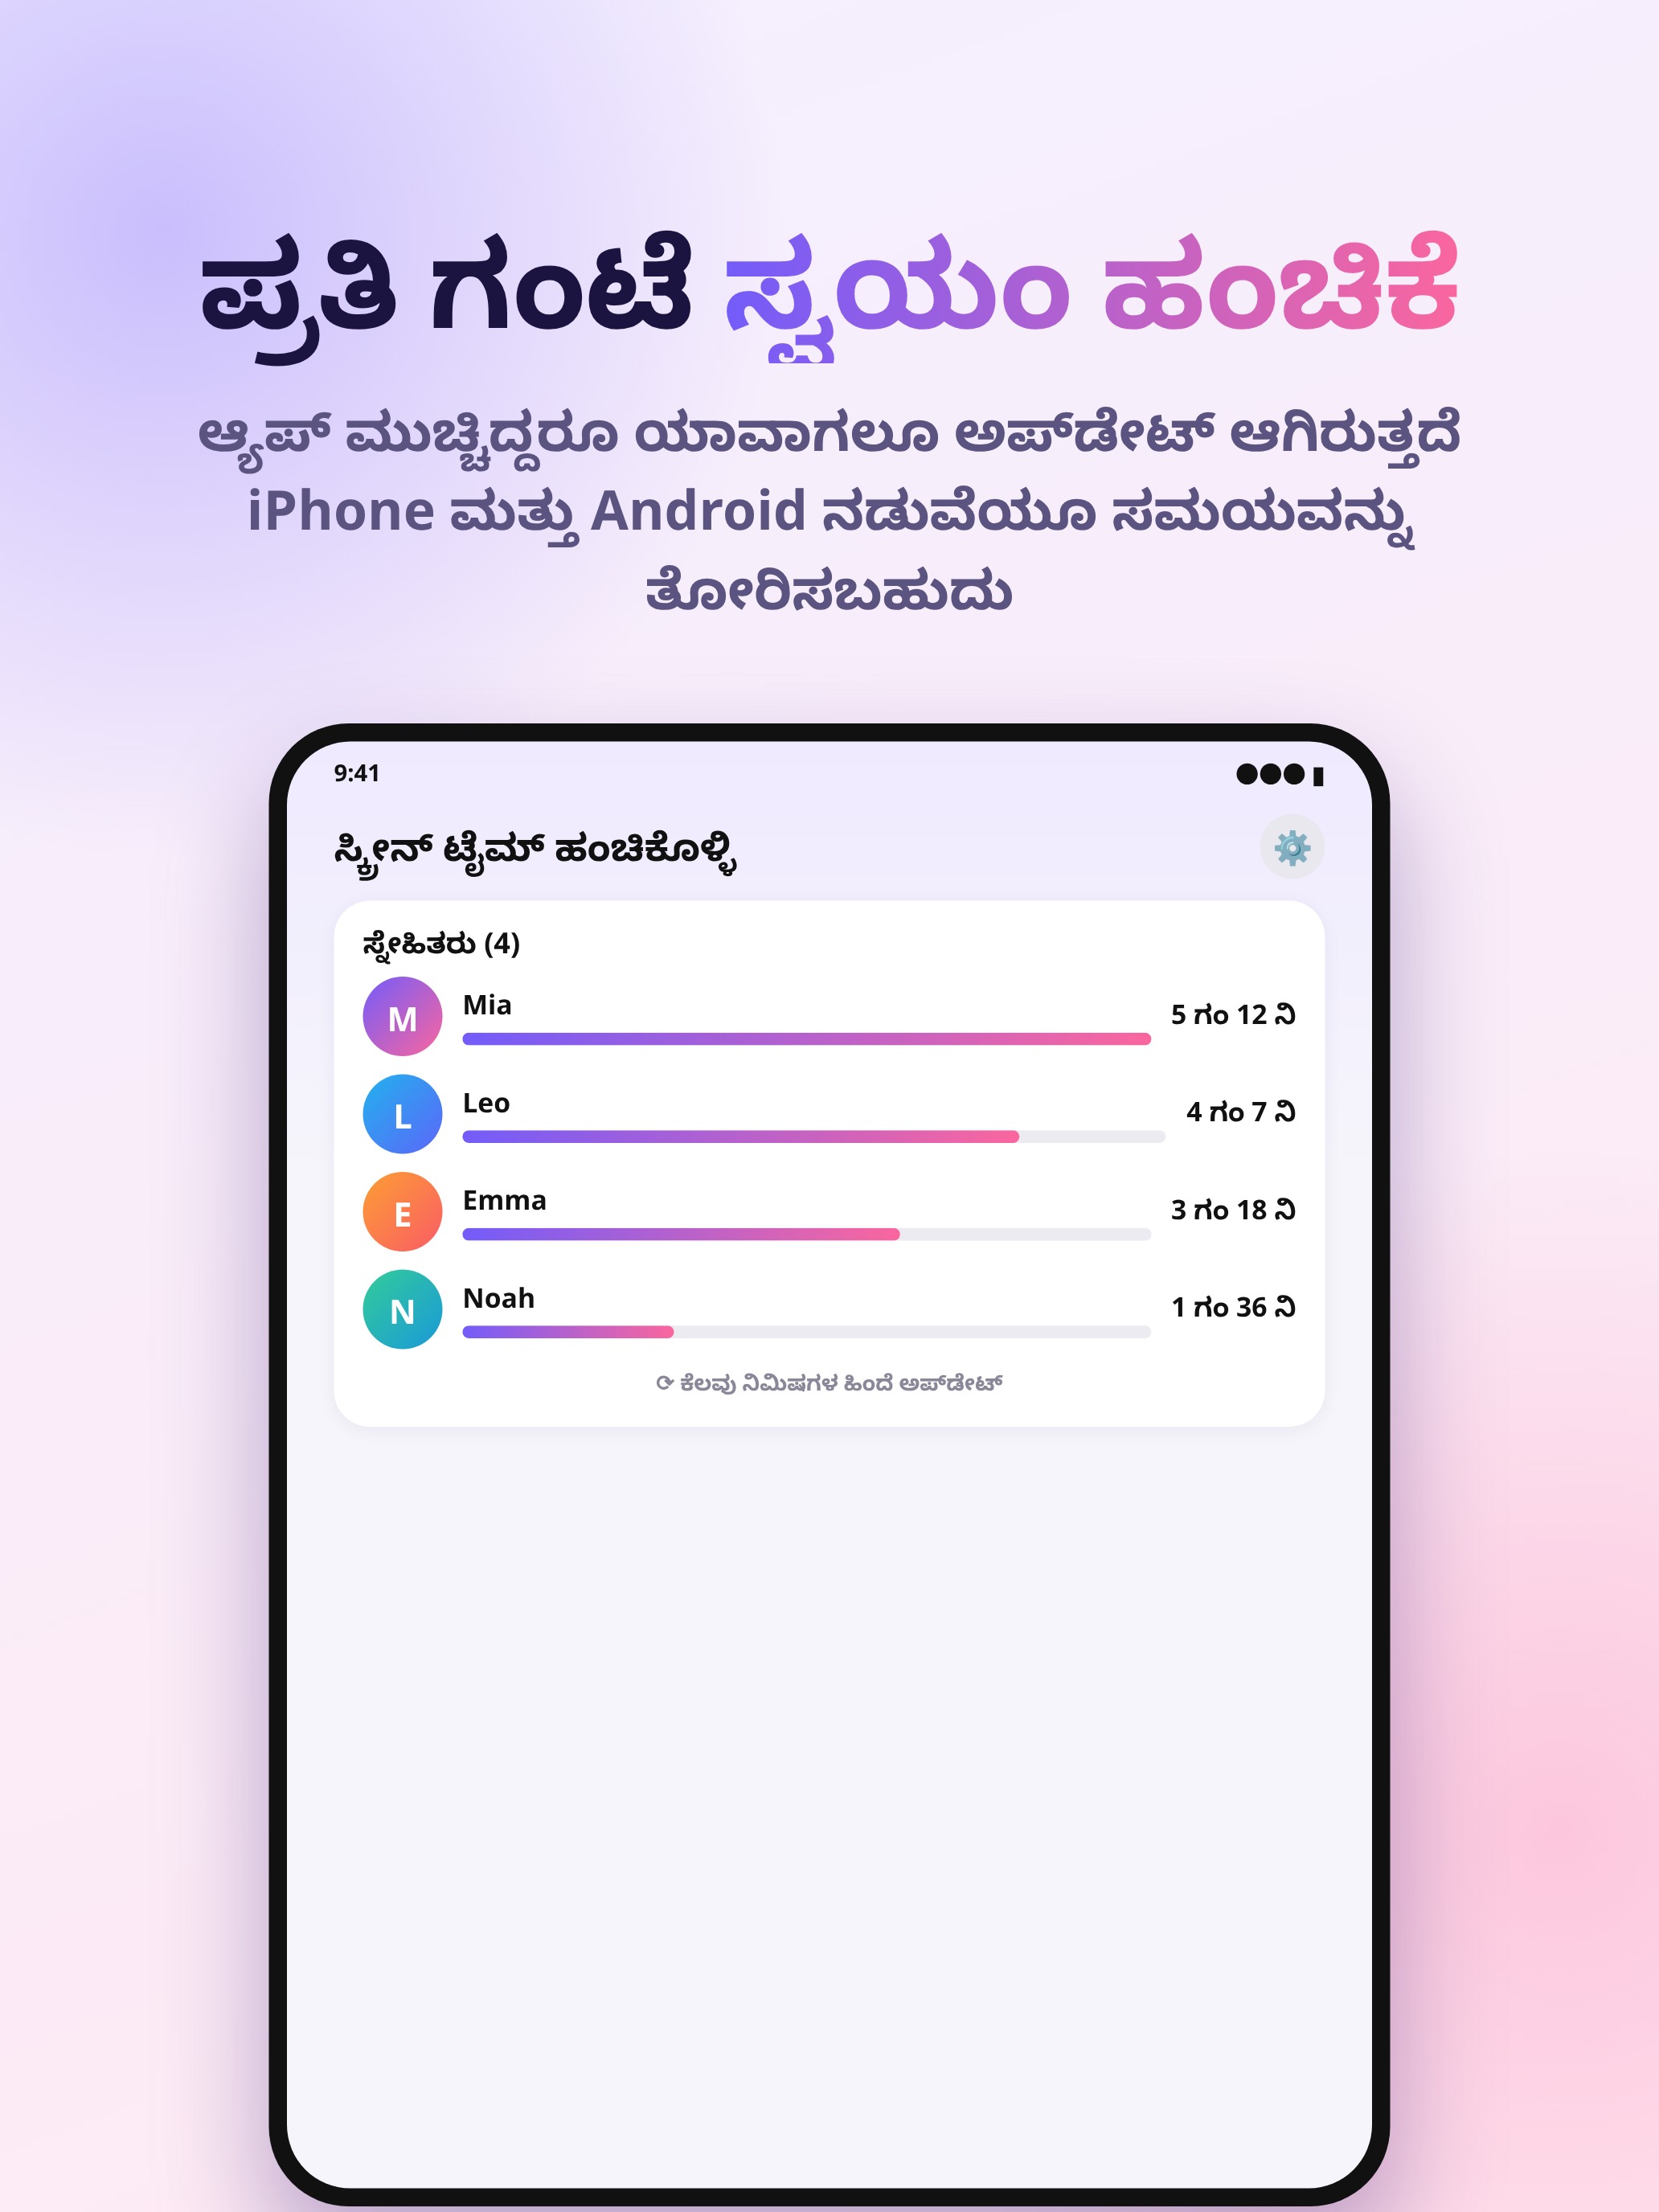 ಪ್ರತಿ ಗಂಟೆ ಸ್ವಯಂ ಹಂಚಿಕೆ
ಆ್ಯಪ್ ಮುಚ್ಚಿದ್ದರೂ ಯಾವಾಗಲೂ ಅಪ್‌ಡೇಟ್ ಆಗಿರುತ್ತದೆ
iPhone ಮತ್ತು Android ನಡುವೆಯೂ ಸಮಯವನ್ನು
ತೋರಿಸಬಹುದು
9:41
ಸ್ಕ್ರೀನ್ ಟೈಮ್ ಹಂಚಿಕೊಳ್ಳಿ
ಸ್ನೇಹಿತರು (4)
M
Mia
5 ಗಂ 12 ನಿ
L
Leo
4 ಗಂ 7 ನಿ
E
Emma
3 ಗಂ 18 ನಿ
N
Noah
1 ಗಂ 36 ನಿ
⟳ ಕೆಲವು ನಿಮಿಷಗಳ ಹಿಂದೆ ಅಪ್‌ಡೇಟ್